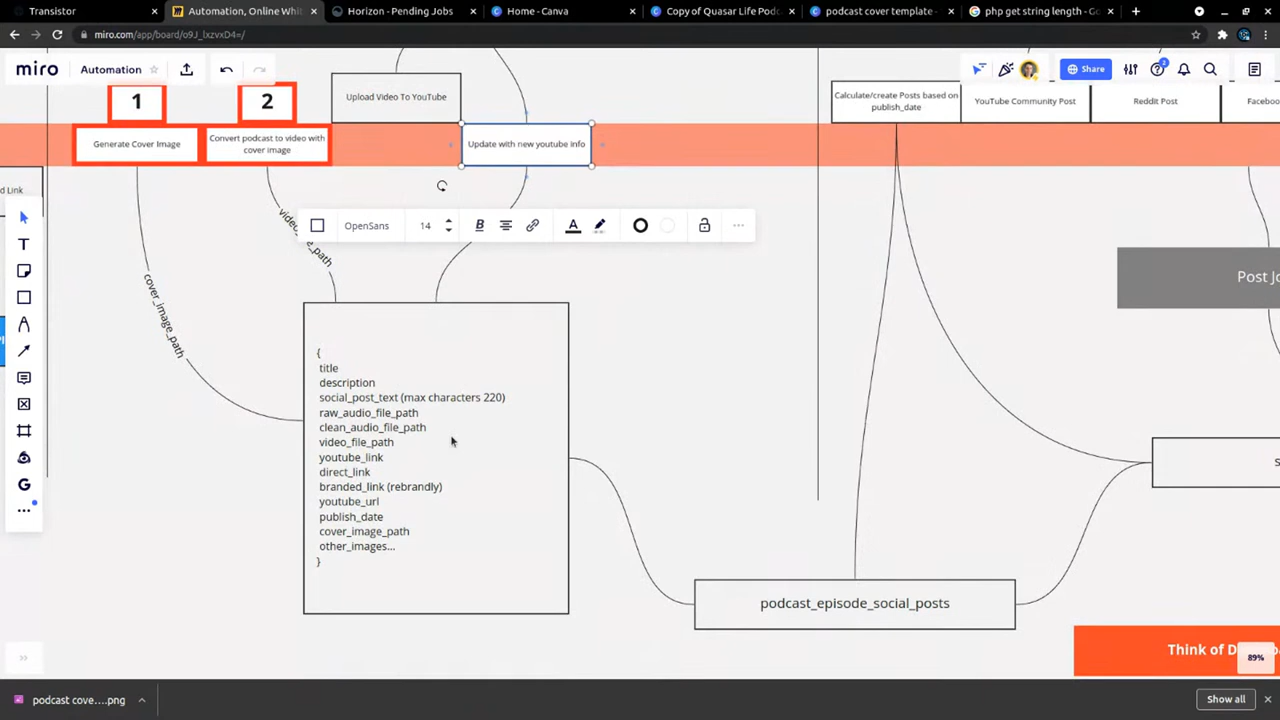 Transistor
Automation, Online Whit
Horizon - Pending Jobs
Home - Canva
Copy of Quasar Life Podc
podcast cover template -
php get string length - Go
miro.com/app/board/o9J_lxzvxD4=/
miro
Automation
Share
2
1
2
Upload Video To YouTube
Calculate/create Posts based on
publish_date
YouTube Community Post
Reddit Post
Facebo
Generate Cover Image
Convert podcast to video with
cover image
Update with new youtube info
d Link
OpenSans
14
B
A
cover_image_path
Post Jo
{
title
description
social_post_text (max characters 220)
raw_audio_file_path
clean_audio_file_path
video_file_path
youtube_link
direct_link
branded_link (rebrandly)
youtube_url
publish_date
cover_image_path
other_images...
}
podcast_episode_social_posts
Think of D
89%
podcast cove....png
Show all